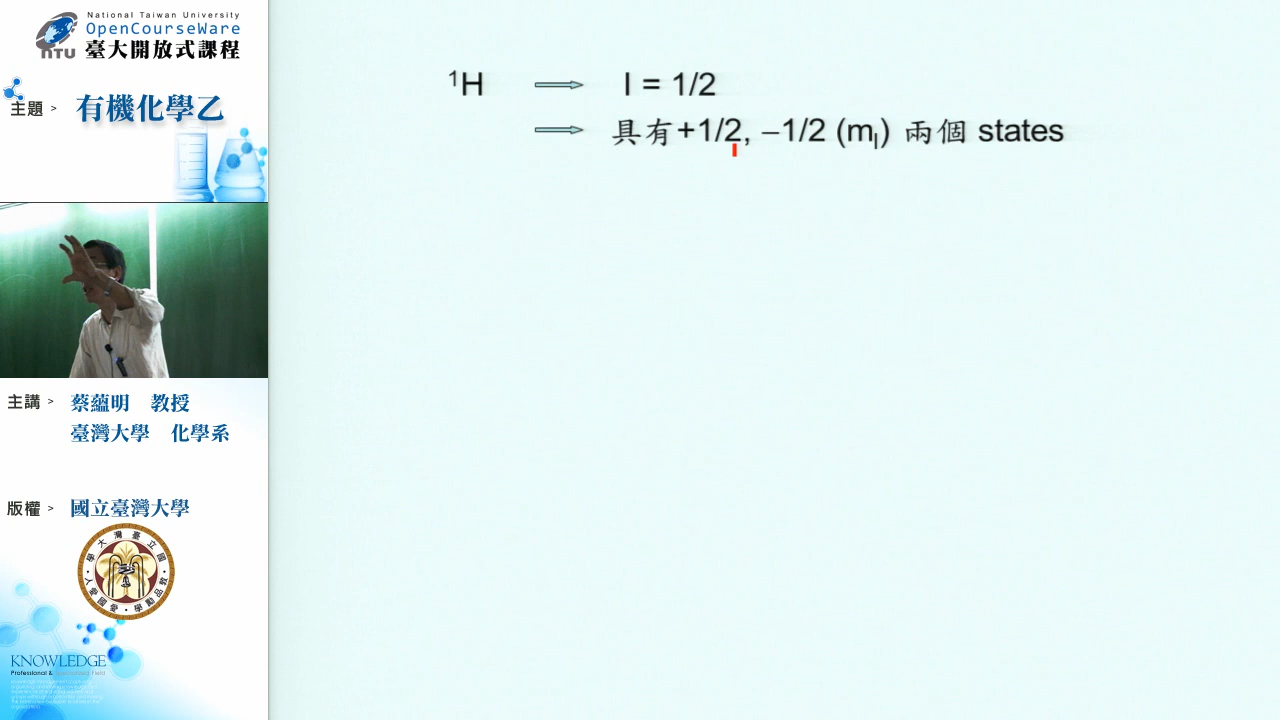 National Taiwan University
OpenCourseWare
NTU 臺大開放式課程
主題 > 有機化學乙
主講 > 蔡蘊明 教授
臺灣大學 化學系
版權 > 國立臺灣大學
KNOWLEDGE
¹H ⟹ I = 1/2
⟹ 具有+1/2, –1/2 (mI) 兩個 states